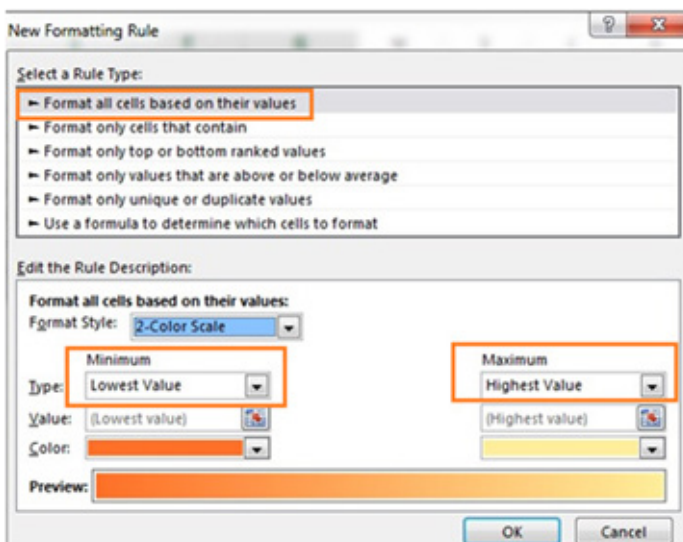 New Formatting Rule
Select a Rule Type:
► Format all cells based on their values
► Format only cells that contain
► Format only top or bottom ranked values
► Format only values that are above or below average
► Format only unique or duplicate values
► Use a formula to determine which cells to format
Edit the Rule Description:
Format all cells based on their values:
Format Style: 2-Color Scale
Minimum Maximum
Type: Lowest Value Highest Value
Value: (Lowest value) (Highest value)
Color:
Preview:
OK Cancel